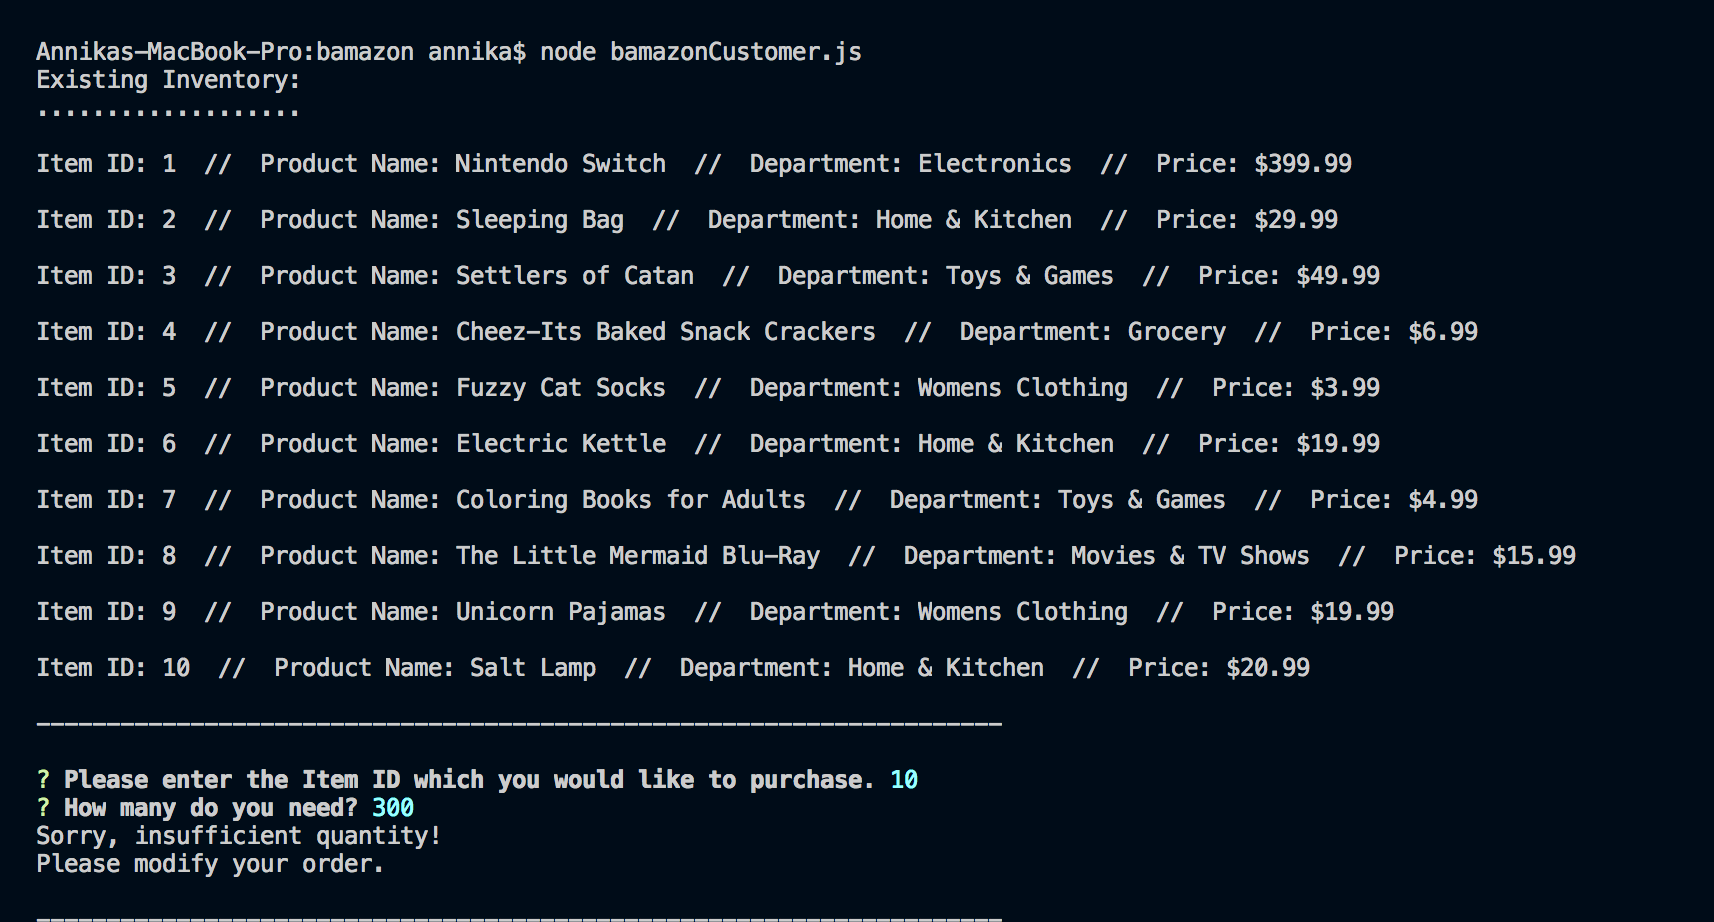 Annikas-MacBook-Pro:bamazon annika$ node bamazonCustomer.js
Existing Inventory:
...................
Item ID: 1  //  Product Name: Nintendo Switch  //  Department: Electronics  //  Price: $399.99
Item ID: 2  //  Product Name: Sleeping Bag  //  Department: Home & Kitchen  //  Price: $29.99
Item ID: 3  //  Product Name: Settlers of Catan  //  Department: Toys & Games  //  Price: $49.99
Item ID: 4  //  Product Name: Cheez-Its Baked Snack Crackers  //  Department: Grocery  //  Price: $6.99
Item ID: 5  //  Product Name: Fuzzy Cat Socks  //  Department: Womens Clothing  //  Price: $3.99
Item ID: 6  //  Product Name: Electric Kettle  //  Department: Home & Kitchen  //  Price: $19.99
Item ID: 7  //  Product Name: Coloring Books for Adults  //  Department: Toys & Games  //  Price: $4.99
Item ID: 8  //  Product Name: The Little Mermaid Blu-Ray  //  Department: Movies & TV Shows  //  Price: $15.99
Item ID: 9  //  Product Name: Unicorn Pajamas  //  Department: Womens Clothing  //  Price: $19.99
Item ID: 10  //  Product Name: Salt Lamp  //  Department: Home & Kitchen  //  Price: $20.99
---------------------------------------------------------------------
? Please enter the Item ID which you would like to purchase. 10
? How many do you need? 300
Sorry, insufficient quantity!
Please modify your order.
---------------------------------------------------------------------